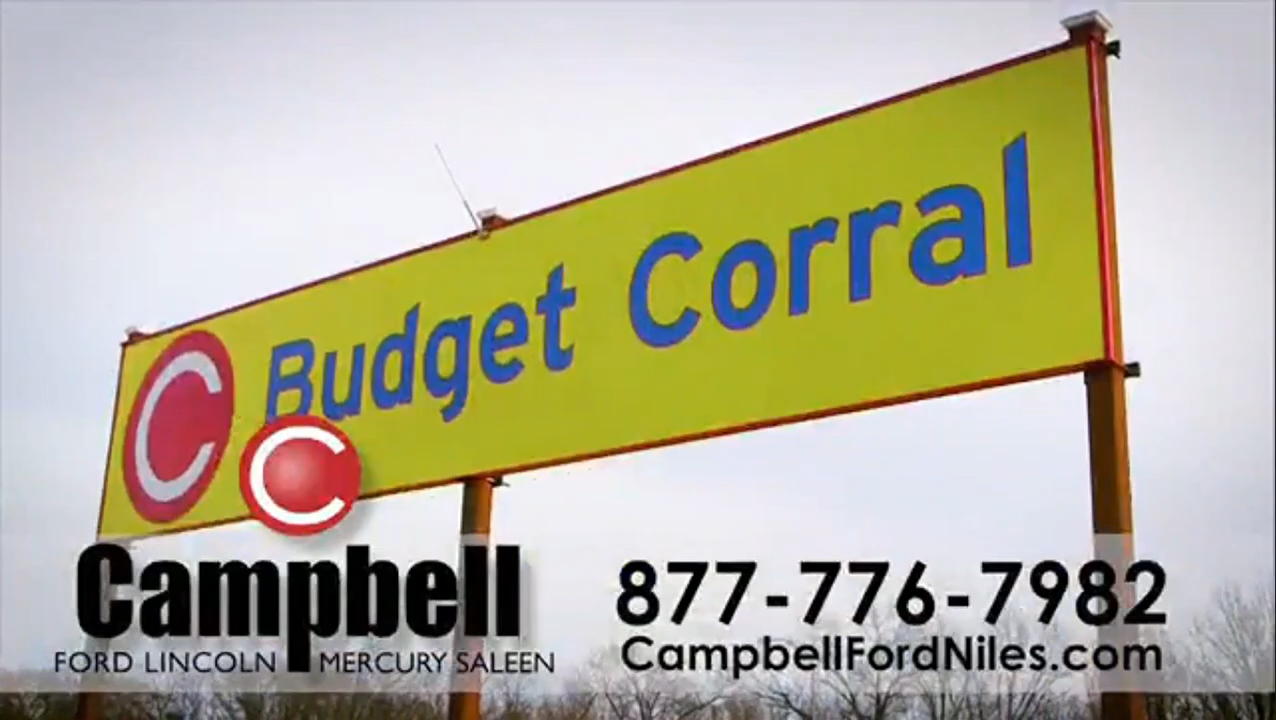 C Budget Corral
C
Campbell
FORD LINCOLN MERCURY SALEEN
877-776-7982
CampbellFordNiles.com